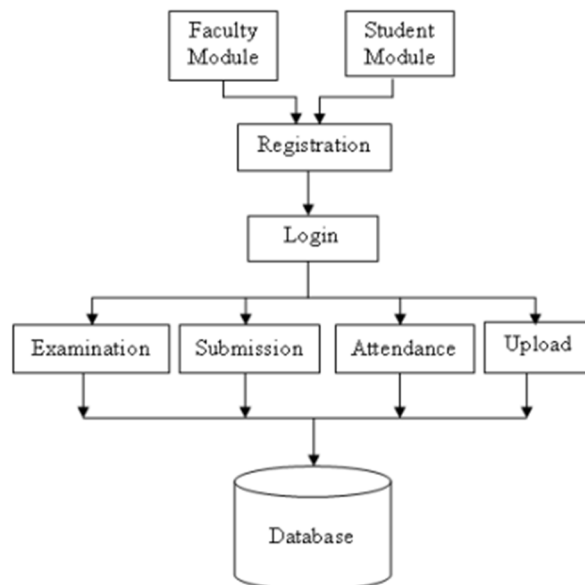 Faculty
Module
Student
Module
Registration
Login
Examination
Submission
Attendance
Upload
Database